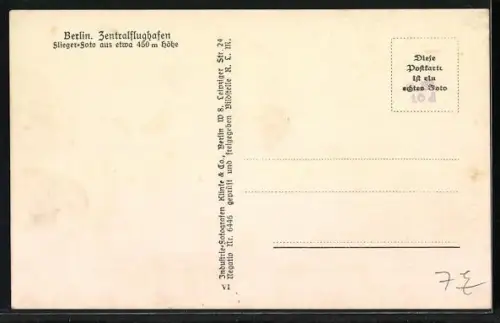 Berlin. Zentralflughafen
Flieger-Foto aus etwa 450 m Höhe
Diese
Postkarte
ist ein
echtes Foto
Industrie-Fotografen Klinke & Co., Berlin W 8, Leipziger Str. 24
Negativ Nr. 6446 geprüft und freigegeben Bildstelle R. L. M.
VI